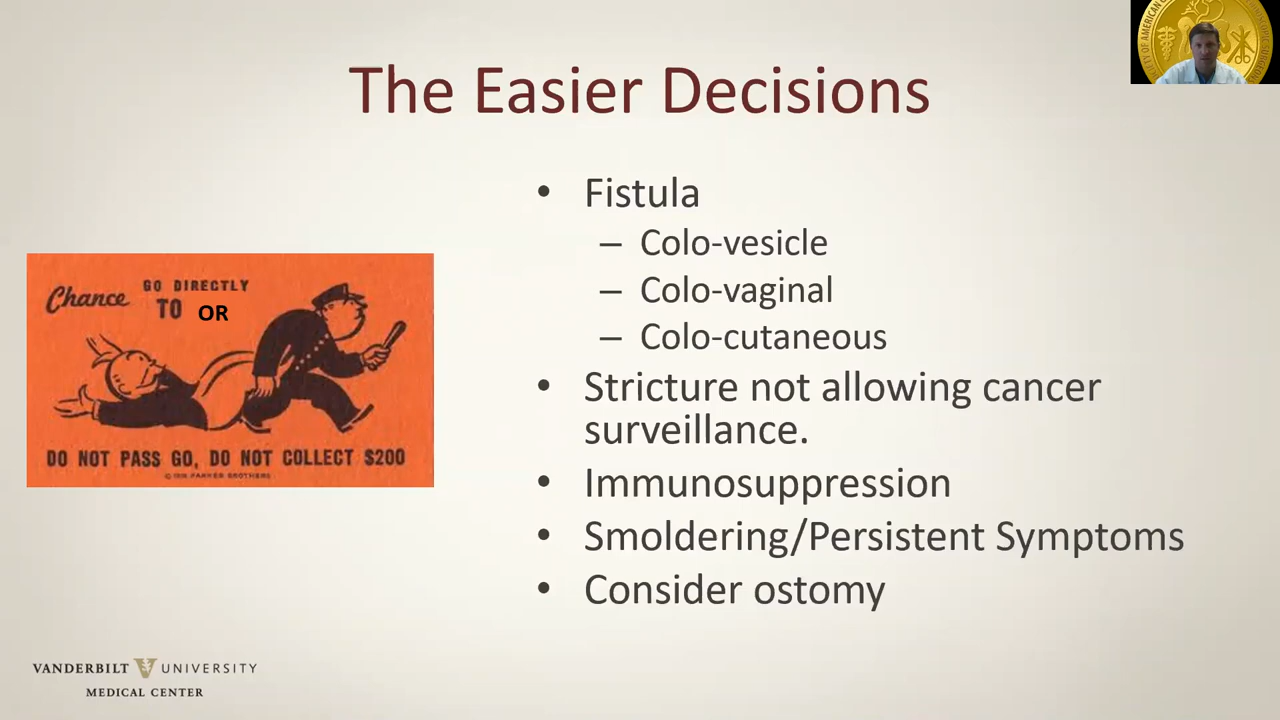 The Easier Decisions
Chance
GO DIRECTLY
TO OR
DO NOT PASS GO, DO NOT COLLECT $200
• Fistula
– Colo-vesicle
– Colo-vaginal
– Colo-cutaneous
• Stricture not allowing cancer
surveillance.
• Immunosuppression
• Smoldering/Persistent Symptoms
• Consider ostomy
VANDERBILT UNIVERSITY
MEDICAL CENTER